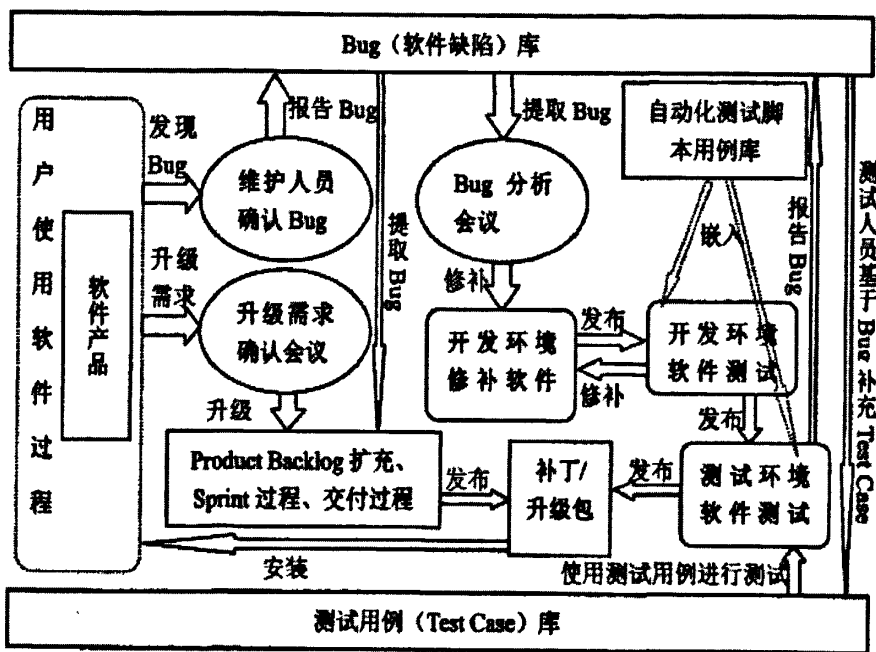 Bug（软件缺陷）库
用户使用软件过程
软件产品
发现
Bug
报告 Bug
维护人员
确认 Bug
升级
需求
升级需求
确认会议
升级
提取 Bug
提取 Bug
Bug 分析
会议
修补
开发环境
修补软件
发布
修补
自动化测试脚
本用例库
嵌入
开发环境
软件测试
发布
报告 Bug
测试人员基于 Bug 补充 Test Case
Product Backlog 扩充、
Sprint 过程、交付过程
发布
补丁/
升级包
发布
测试环境
软件测试
安装
使用测试用例进行测试
测试用例（Test Case）库